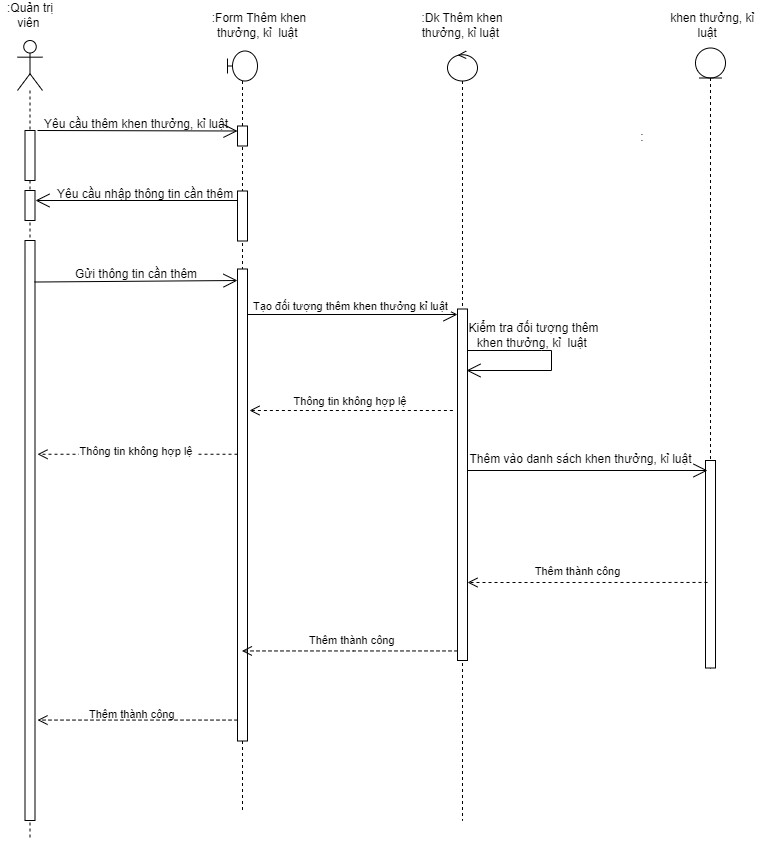 :Quản trị
viên
:Form Thêm khen
thưởng, kỉ luật
:Dk Thêm khen
thưởng, kỉ luật
khen thưởng, kỉ
luật
Yêu cầu thêm khen thưởng, kỉ luật
:
Yêu cầu nhập thông tin cần thêm
Gửi thông tin cần thêm
Tạo đối tượng thêm khen thưởng kỉ luật
Kiểm tra đối tượng thêm
khen thưởng, kỉ luật
Thông tin không hợp lệ
Thông tin không hợp lệ
Thêm vào danh sách khen thưởng, kỉ luật
Thêm thành công
Thêm thành công
Thêm thành công